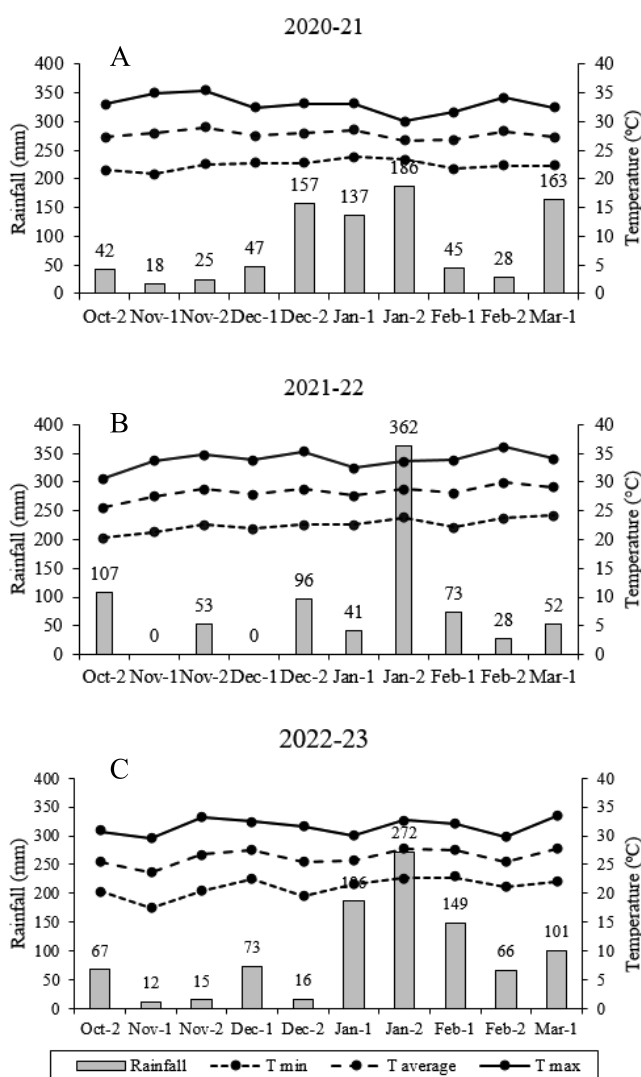 2020-21
A
400 350 300 250 200 150 100 50 0
Rainfall (mm)
42 18 25 47 157 137 186 45 28 163
40 35 30 25 20 15 10 5 0
Temperature (°C)
Oct-2 Nov-1 Nov-2 Dec-1 Dec-2 Jan-1 Jan-2 Feb-1 Feb-2 Mar-1
2021-22
B
400 350 300 250 200 150 100 50 0
Rainfall (mm)
107 0 53 0 96 41 362 73 28 52
40 35 30 25 20 15 10 5 0
Temperature (°C)
Oct-2 Nov-1 Nov-2 Dec-1 Dec-2 Jan-1 Jan-2 Feb-1 Feb-2 Mar-1
2022-23
C
400 350 300 250 200 150 100 50 0
Rainfall (mm)
67 12 15 73 16 186 272 149 66 101
40 35 30 25 20 15 10 5 0
Temperature (°C)
Oct-2 Nov-1 Nov-2 Dec-1 Dec-2 Jan-1 Jan-2 Feb-1 Feb-2 Mar-1
Rainfall T min T average T max